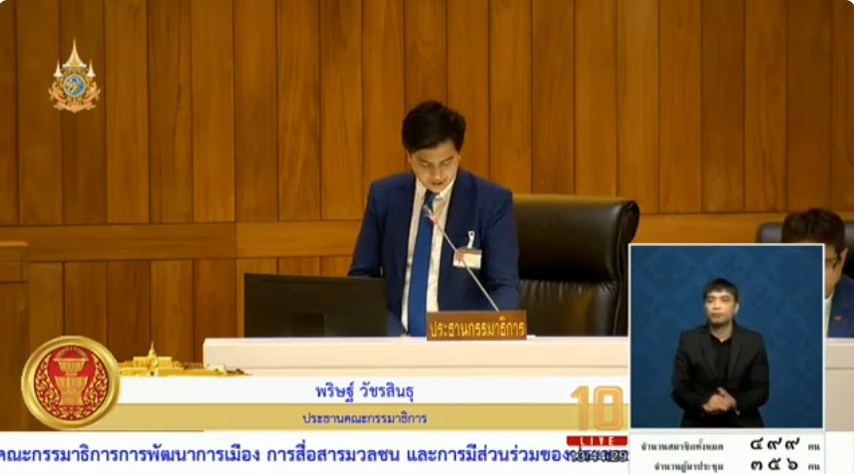 ประธานกรรมาธิการ
พริษฐ์ วัชรสินธุ
ประธานคณะกรรมาธิการ
10
LIVE
13:44:29
คณะกรรมาธิการการพัฒนาการเมือง การสื่อสารมวลชน และการมีส่วนร่วมของ
จำนวนสมาชิกทั้งหมด ๔๙๙ คน
จำนวนผู้มาประชุม ๓๕๖ คน